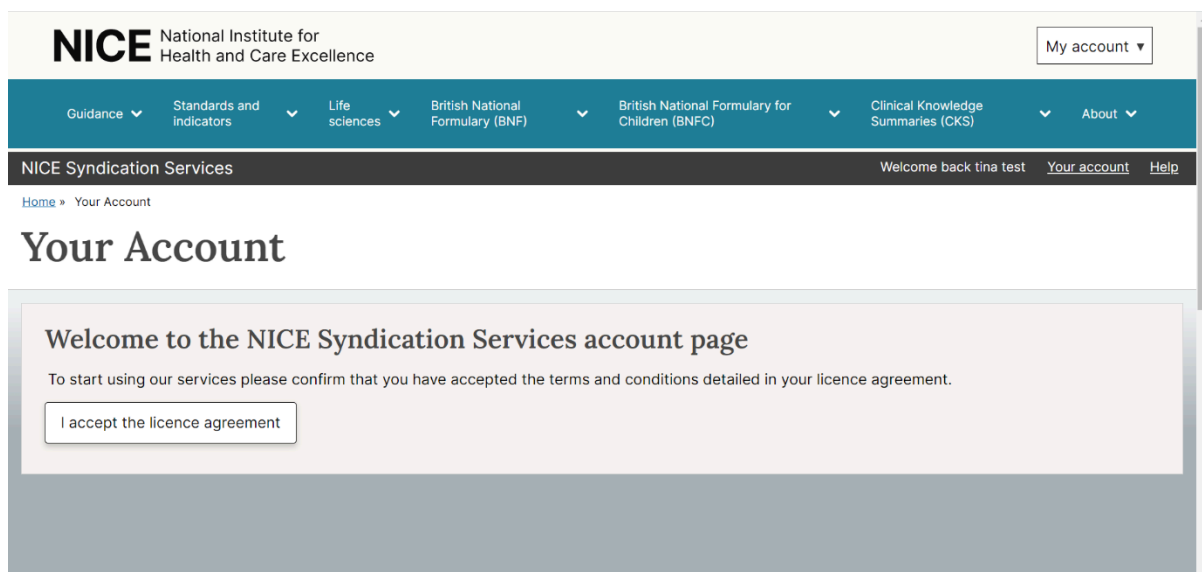 NICE National Institute for
Health and Care Excellence
My account ▾
Guidance
Standards and
indicators
Life
sciences
British National
Formulary (BNF)
British National Formulary for
Children (BNFC)
Clinical Knowledge
Summaries (CKS)
About
NICE Syndication Services
Welcome back tina test Your account Help
Home » Your Account
Your Account
Welcome to the NICE Syndication Services account page
To start using our services please confirm that you have accepted the terms and conditions detailed in your licence agreement.
I accept the licence agreement